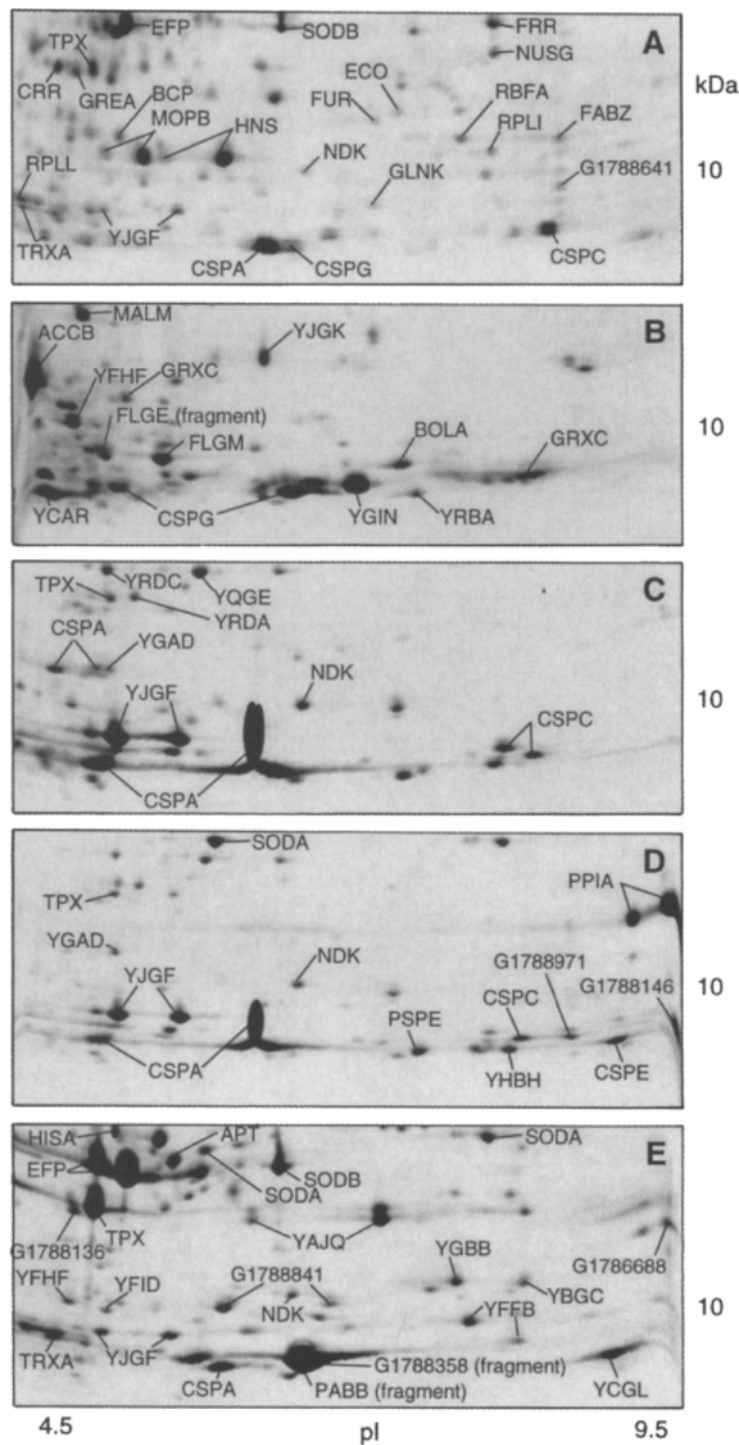 EFP SODB FRR A
TPX NUSG
CRR GREA ECO kDa
BCP FUR RBFA
MOPB HNS RPLI FABZ
RPLL NDK GLNK G1788641 10
TRXA YJGF CSPA CSPG CSPC
MALM B
ACCB YJGK
YFHF GRXC
FLGE (fragment) BOLA 10
FLGM GRXC
YCAR CSPG YGIN YRBA
YRDC YQGE C
TPX YRDA
CSPA YGAD
YJGF NDK 10
CSPC
CSPA
SODA D
TPX PPIA
YGAD
NDK G1788971
YJGF CSPC G1788146 10
PSPE
CSPA YHBH CSPE
HISA APT SODA E
EFP SODB
SODA
TPX
G1788136 YAJQ
YGBB G1786688
YFHF YFID G1788841 YBGC
NDK YFFB 10
TRXA YJGF G1788358 (fragment)
CSPA PABB (fragment) YCGL
4.5 pI 9.5